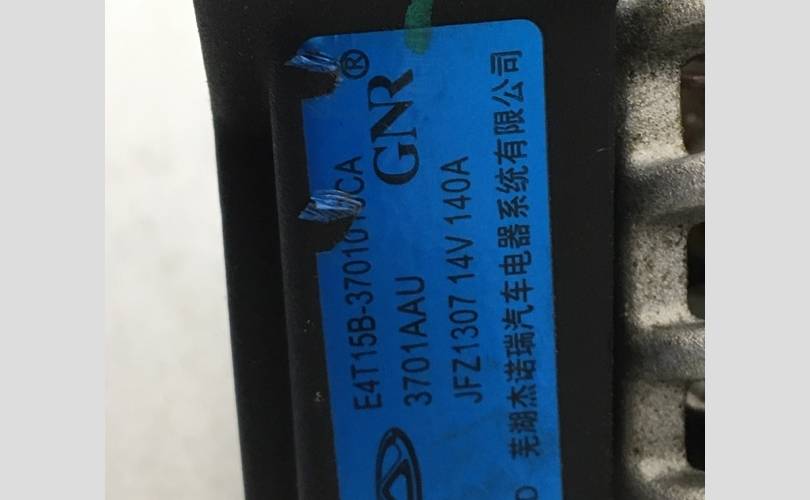 GNR®
E4T15B-3701010CA
3701AAU
JFZ1307 14V 140A
D 芜湖杰诺瑞汽车电器系统有限公司